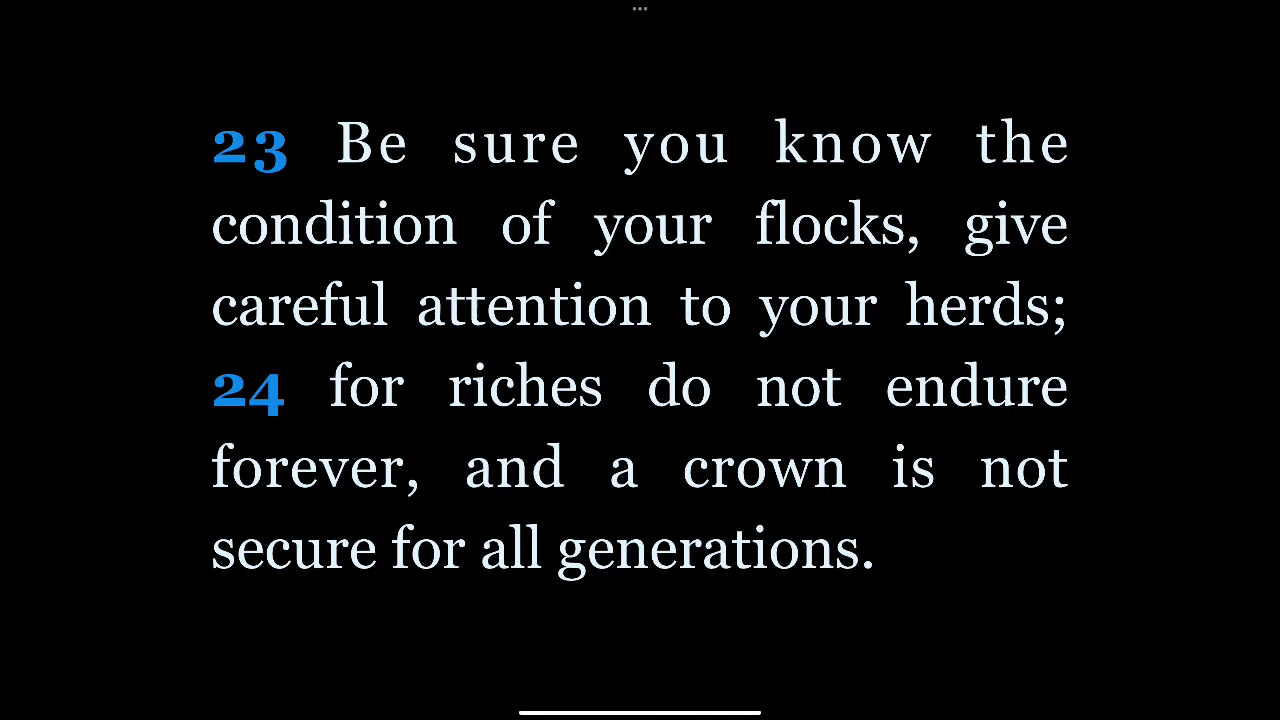 23 Be sure you know the
condition of your flocks, give
careful attention to your herds;
24 for riches do not endure
forever, and a crown is not
secure for all generations.